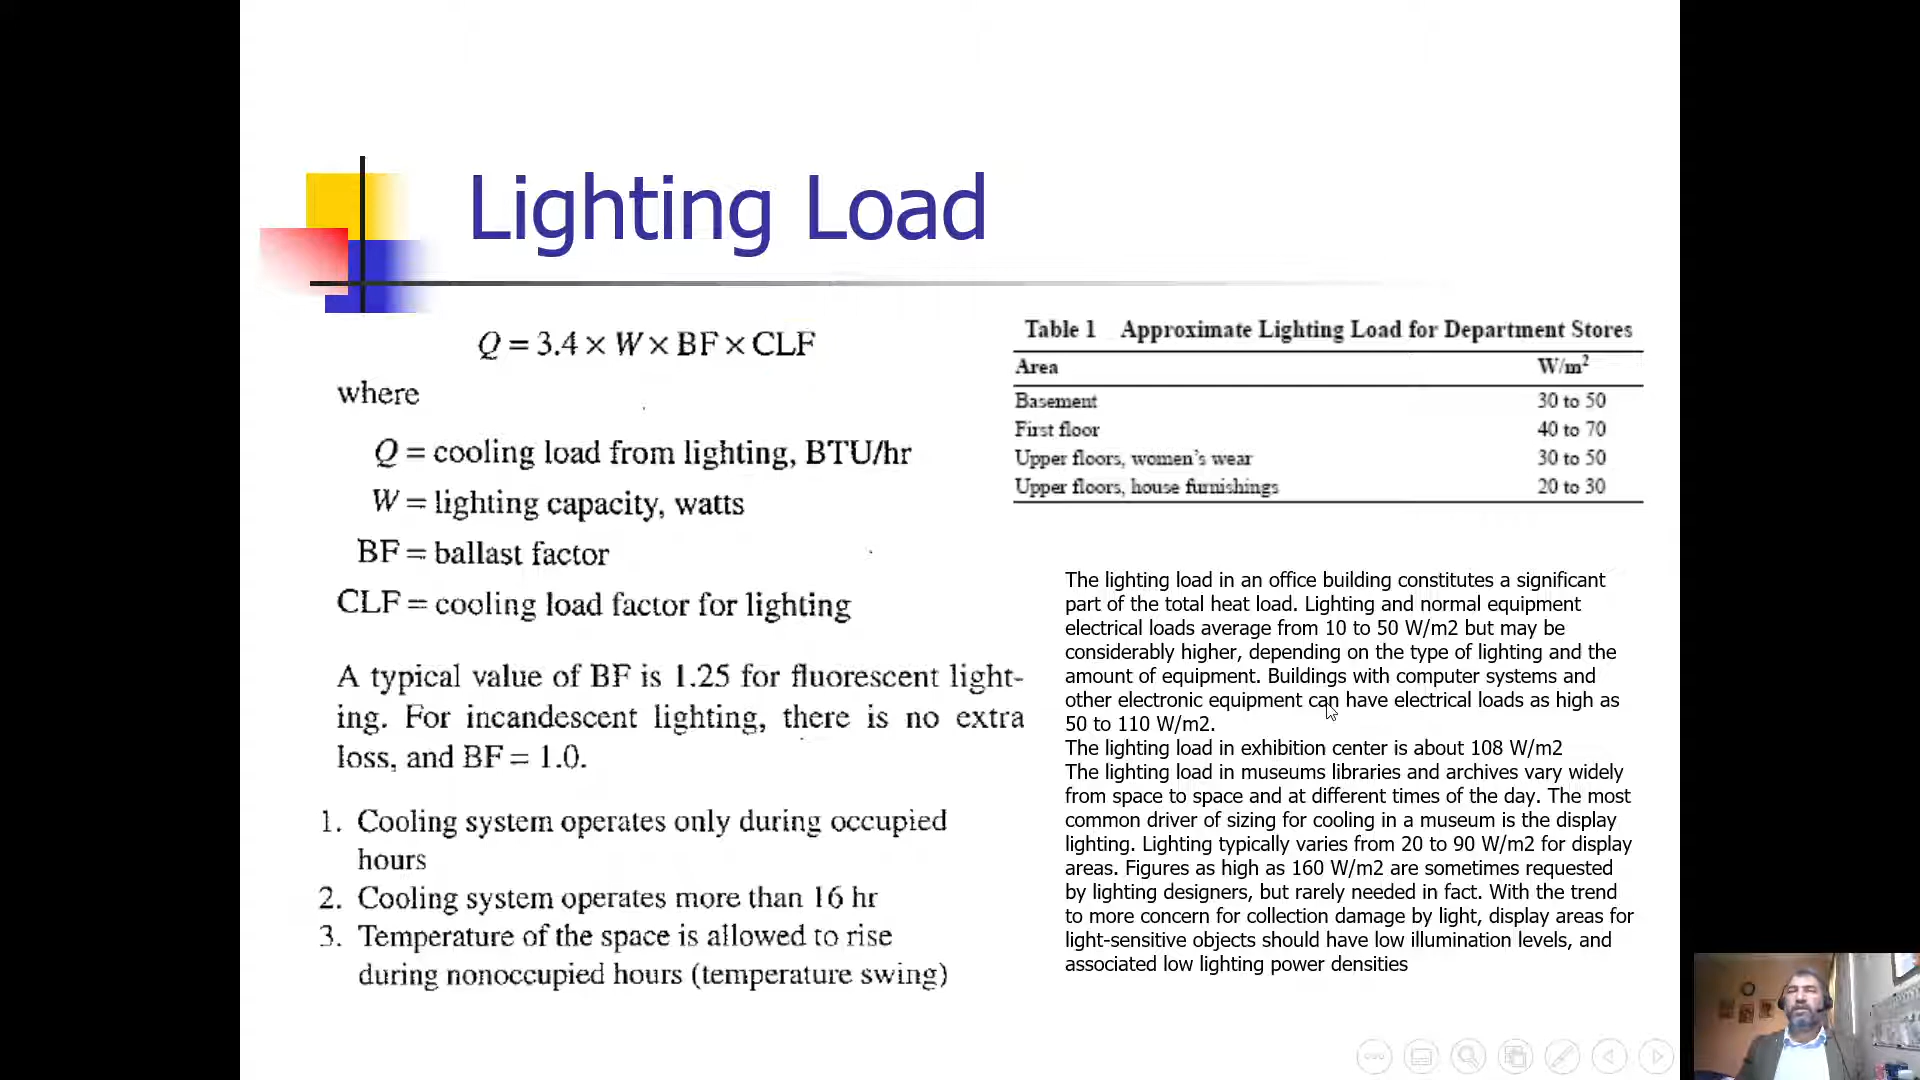 Lighting Load
Q = 3.4 × W × BF × CLF
where
Q = cooling load from lighting, BTU/hr
W = lighting capacity, watts
BF = ballast factor
CLF = cooling load factor for lighting
A typical value of BF is 1.25 for fluorescent light-
ing. For incandescent lighting, there is no extra
loss, and BF = 1.0.
1. Cooling system operates only during occupied
hours
2. Cooling system operates more than 16 hr
3. Temperature of the space is allowed to rise
during nonoccupied hours (temperature swing)
Table 1 Approximate Lighting Load for Department Stores
Area W/m²
Basement 30 to 50
First floor 40 to 70
Upper floors, women's wear 30 to 50
Upper floors, house furnishings 20 to 30
The lighting load in an office building constitutes a significant
part of the total heat load. Lighting and normal equipment
electrical loads average from 10 to 50 W/m2 but may be
considerably higher, depending on the type of lighting and the
amount of equipment. Buildings with computer systems and
other electronic equipment can have electrical loads as high as
50 to 110 W/m2.
The lighting load in exhibition center is about 108 W/m2
The lighting load in museums libraries and archives vary widely
from space to space and at different times of the day. The most
common driver of sizing for cooling in a museum is the display
lighting. Lighting typically varies from 20 to 90 W/m2 for display
areas. Figures as high as 160 W/m2 are sometimes requested
by lighting designers, but rarely needed in fact. With the trend
to more concern for collection damage by light, display areas for
light-sensitive objects should have low illumination levels, and
associated low lighting power densities